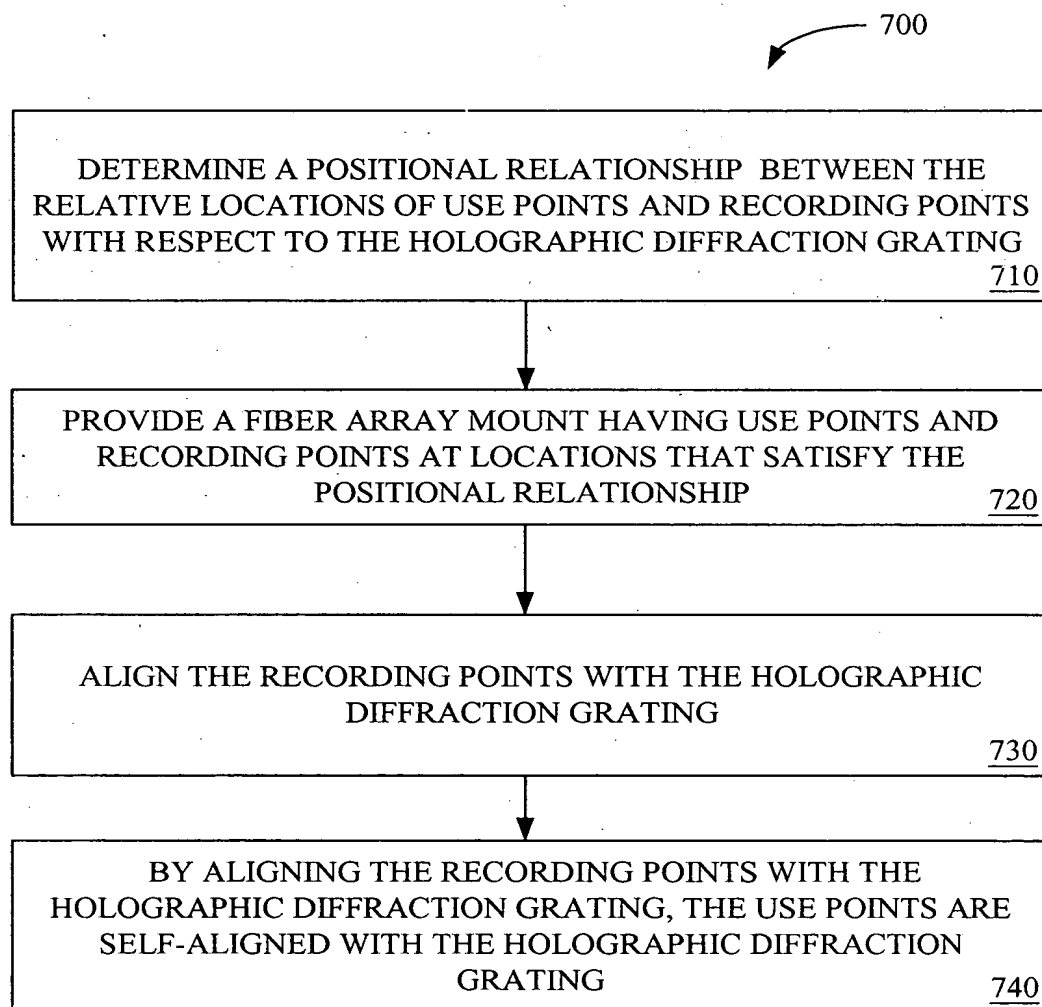 700
DETERMINE A POSITIONAL RELATIONSHIP BETWEEN THE
RELATIVE LOCATIONS OF USE POINTS AND RECORDING POINTS
WITH RESPECT TO THE HOLOGRAPHIC DIFFRACTION GRATING
710
PROVIDE A FIBER ARRAY MOUNT HAVING USE POINTS AND
RECORDING POINTS AT LOCATIONS THAT SATISFY THE
POSITIONAL RELATIONSHIP
720
ALIGN THE RECORDING POINTS WITH THE HOLOGRAPHIC
DIFFRACTION GRATING
730
BY ALIGNING THE RECORDING POINTS WITH THE
HOLOGRAPHIC DIFFRACTION GRATING, THE USE POINTS ARE
SELF-ALIGNED WITH THE HOLOGRAPHIC DIFFRACTION
GRATING
740